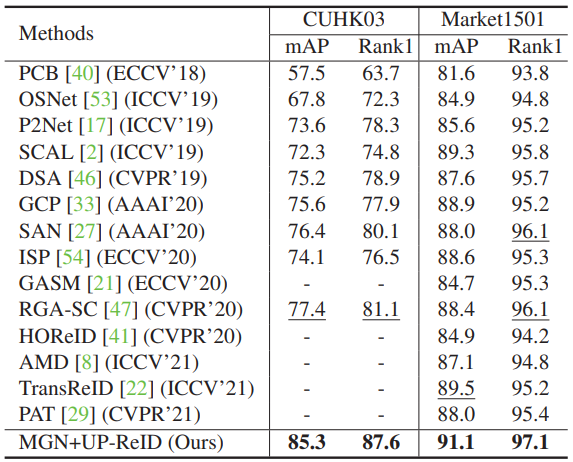 Methods CUHK03 Market1501
mAP Rank1 mAP Rank1
PCB [40] (ECCV’18) 57.5 63.7 81.6 93.8
OSNet [53] (ICCV’19) 67.8 72.3 84.9 94.8
P2Net [17] (ICCV’19) 73.6 78.3 85.6 95.2
SCAL [2] (ICCV’19) 72.3 74.8 89.3 95.8
DSA [46] (CVPR’19) 75.2 78.9 87.6 95.7
GCP [33] (AAAI’20) 75.6 77.9 88.9 95.2
SAN [27] (AAAI’20) 76.4 80.1 88.0 96.1
ISP [54] (ECCV’20) 74.1 76.5 88.6 95.3
GASM [21] (ECCV’20) - - 84.7 95.3
RGA-SC [47] (CVPR’20) 77.4 81.1 88.4 96.1
HOReID [41] (CVPR’20) - - 84.9 94.2
AMD [8] (ICCV’21) - - 87.1 94.8
TransReID [22] (ICCV’21) - - 89.5 95.2
PAT [29] (CVPR’21) - - 88.0 95.4
MGN+UP-ReID (Ours) 85.3 87.6 91.1 97.1